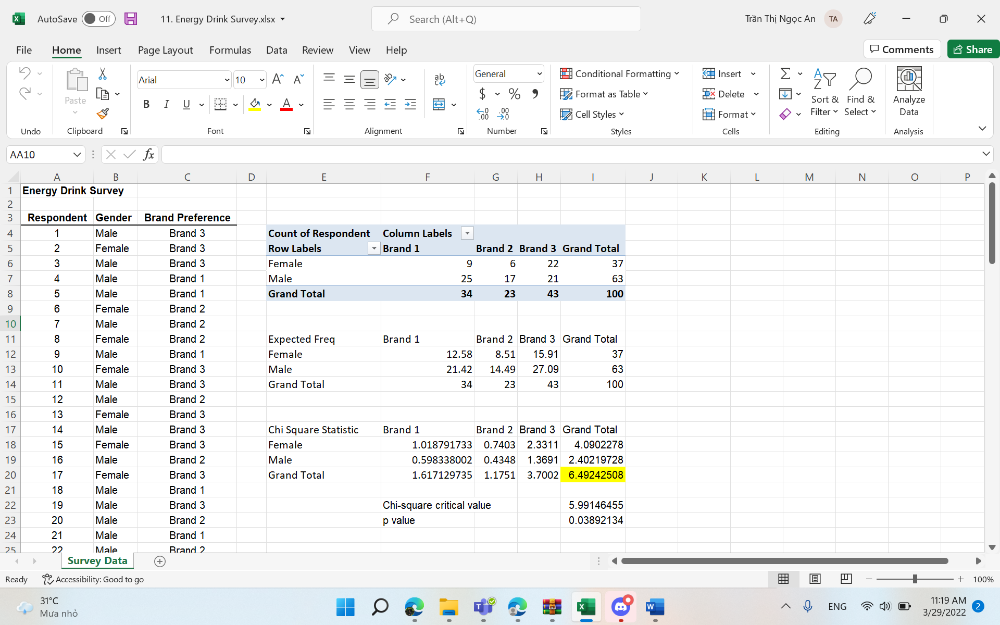 AutoSave Off 11. Energy Drink Survey.xlsx Search (Alt+Q) Trần Thị Ngọc An TA
File Home Insert Page Layout Formulas Data Review View Help Comments Share
Paste
Arial 10
B I U A
ab
General
$ % 9
Conditional Formatting
Format as Table
Cell Styles
Insert
Delete
Format
Sort & Filter
Find & Select
Analyze Data
Undo Clipboard Font Alignment Number Styles Cells Editing Analysis
AA10 fx
A B C D E F G H I J K L M N O P
1 Energy Drink Survey
2
3 Respondent Gender Brand Preference
4 1 Male Brand 3 Count of Respondent Column Labels
5 2 Female Brand 3 Row Labels Brand 1 Brand 2 Brand 3 Grand Total
6 3 Male Brand 3 Female 9 6 22 37
7 4 Male Brand 1 Male 25 17 21 63
8 5 Male Brand 1 Grand Total 34 23 43 100
9 6 Female Brand 2
10 7 Male Brand 2
11 8 Female Brand 2 Expected Freq Brand 1 Brand 2 Brand 3 Grand Total
12 9 Male Brand 1 Female 12.58 8.51 15.91 37
13 10 Female Brand 3 Male 21.42 14.49 27.09 63
14 11 Male Brand 3 Grand Total 34 23 43 100
15 12 Male Brand 2
16 13 Female Brand 3
17 14 Male Brand 3 Chi Square Statistic Brand 1 Brand 2 Brand 3 Grand Total
18 15 Female Brand 3 Female 1.018791733 0.7403 2.3311 4.0902278
19 16 Male Brand 2 Male 0.598338002 0.4348 1.3691 2.40219728
20 17 Female Brand 3 Grand Total 1.617129735 1.1751 3.7002 6.49242508
21 18 Male Brand 1
22 19 Male Brand 3 Chi-square critical value 5.99146455
23 20 Male Brand 2 p value 0.03892134
24 21 Male Brand 1
25 22 Male Brand 2
Survey Data
Ready Accessibility: Good to go 100%
31°C
Mưa nhỏ
ENG
11:19 AM
3/29/2022
2